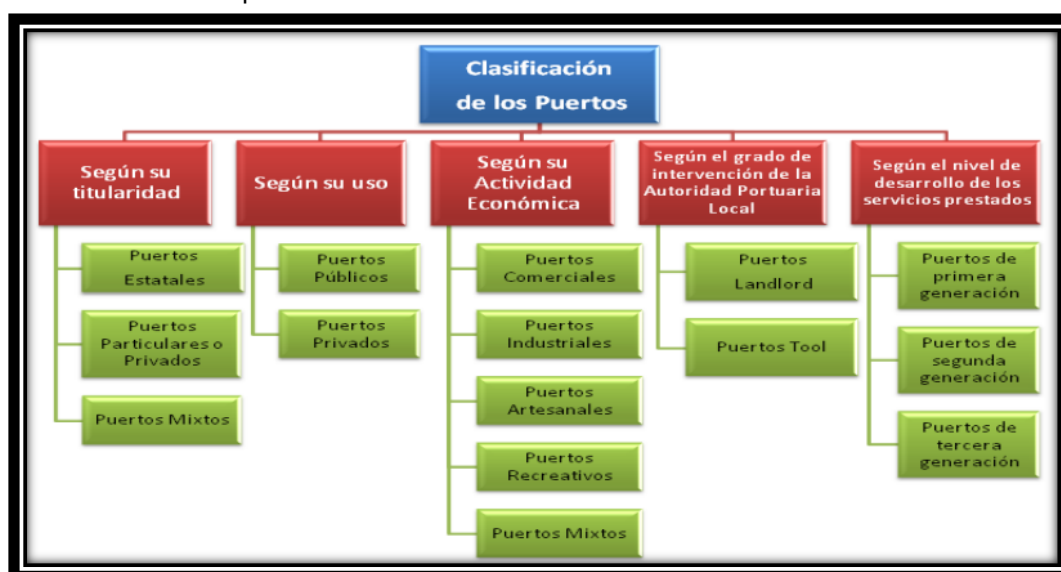 Clasificación
de los Puertos
Según su
titularidad
Puertos
Estatales
Puertos
Particulares o
Privados
Puertos Mixtos
Según su uso
Puertos
Públicos
Puertos
Privados
Según su
Actividad
Económica
Puertos
Comerciales
Puertos
Industriales
Puertos
Artesanales
Puertos
Recreativos
Puertos Mixtos
Según el grado de
intervención de la
Autoridad Portuaria
Local
Puertos
Landlord
Puertos Tool
Según el nivel de
desarrollo de los
servicios prestados
Puertos de
primera
generación
Puertos de
segunda
generación
Puertos de
tercera
generación